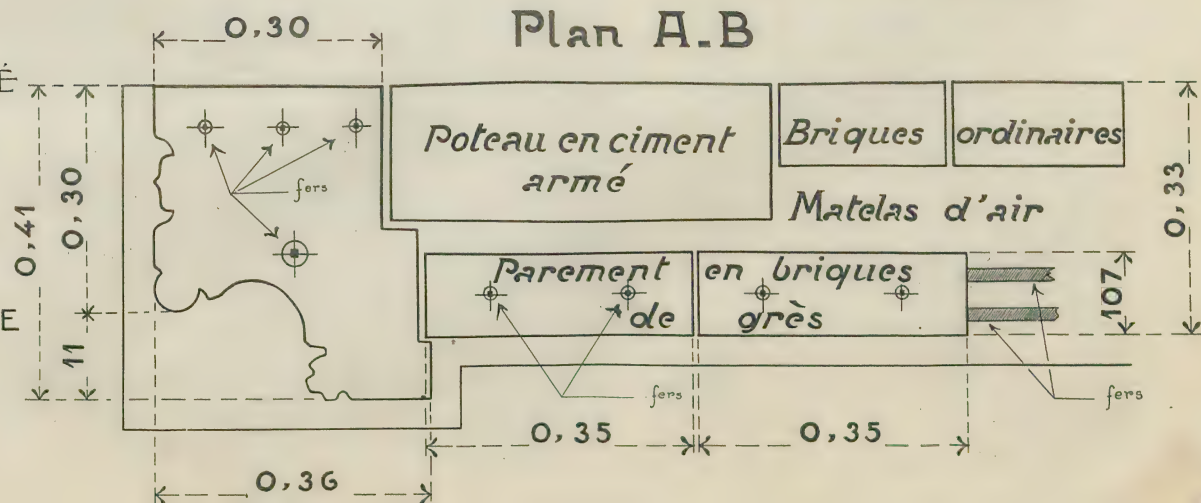 Plan A.B
0,30
É
Poteau en ciment
armé
Briques
ordinaires
fers
Matelas d'air
0,41
0,30
0,33
Parement
en briques
de
grès
107
E
11
fers
fers
fers
0,35
0,35
0,36